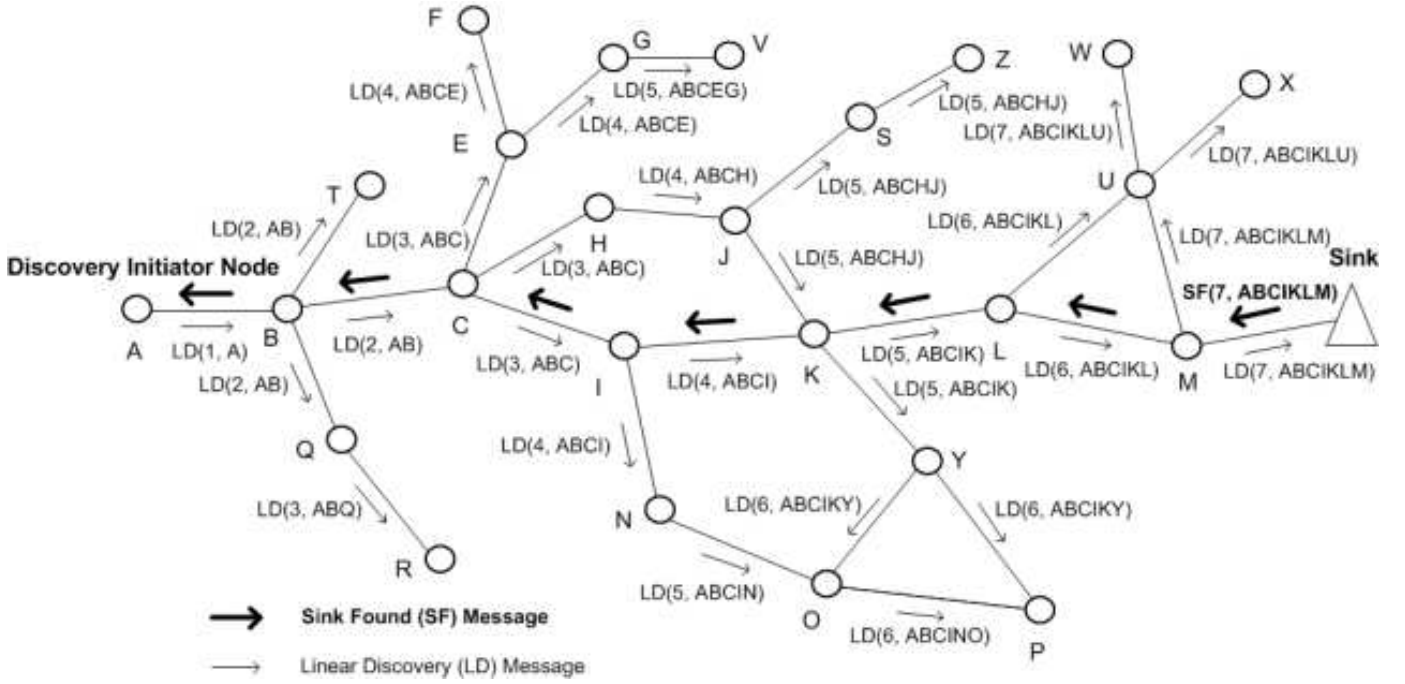 F
G
V
W
Z
X
LD(4, ABCE)
LD(5, ABCEG)
LD(5, ABCHJ)
LD(4, ABCE)
LD(7, ABCIKLU)
E
S
LD(7, ABCIKLU)
T
LD(4, ABCH)
LD(5, ABCHJ)
U
LD(2, AB)
LD(3, ABC)
H
LD(6, ABCIKL)
LD(7, ABCIKLM)
J
LD(3, ABC)
LD(5, ABCHJ)
Discovery Initiator Node
Sink
SF(7, ABCIKLM)
A
B
C
LD(1, A)
LD(2, AB)
LD(3, ABC)
LD(5, ABCIK)
L
LD(2, AB)
I
LD(4, ABCI)
K
LD(5, ABCIK)
LD(6, ABCIKL)
M
LD(7, ABCIKLM)
Q
LD(4, ABCI)
Y
LD(3, ABQ)
N
LD(6, ABCIKY)
LD(6, ABCIKY)
R
LD(5, ABCIN)
O
LD(6, ABCINO)
P
Sink Found (SF) Message
Linear Discovery (LD) Message